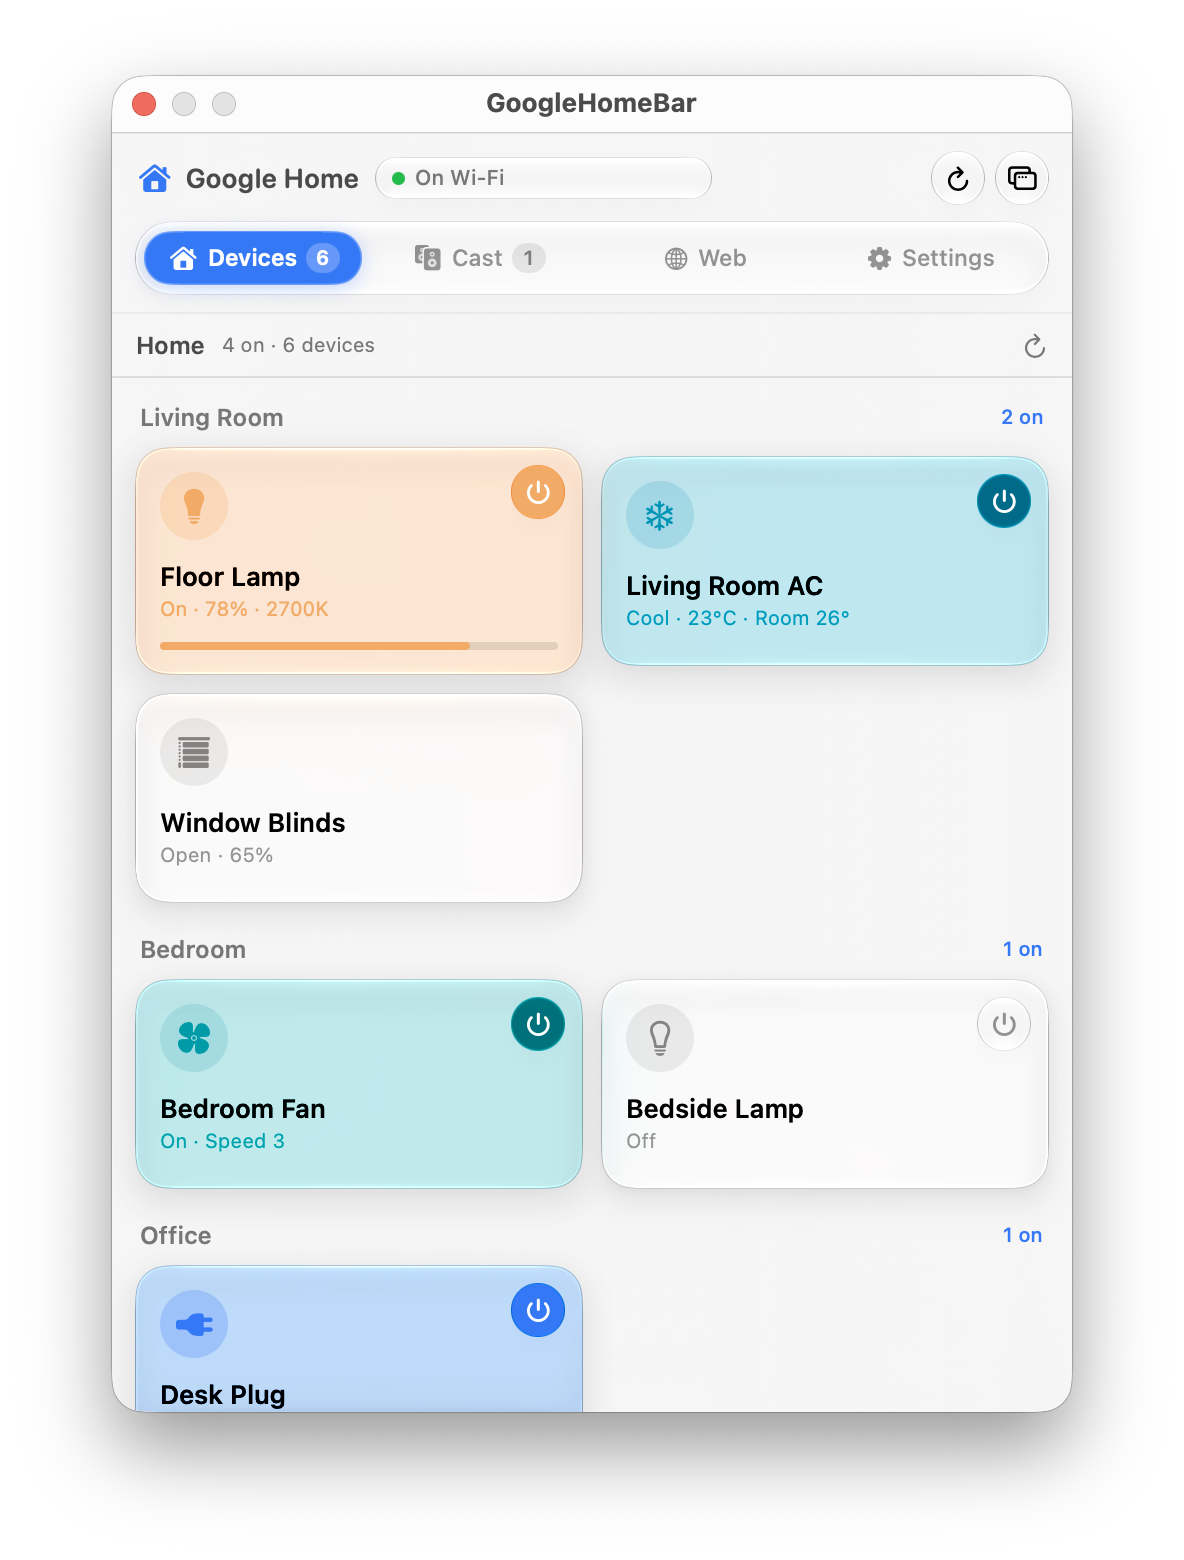 GoogleHomeBar
Google Home
On Wi-Fi
Devices 6
Cast 1
Web
Settings
Home 4 on · 6 devices
Living Room 2 on
Floor Lamp
On · 78% · 2700K
Living Room AC
Cool · 23°C · Room 26°
Window Blinds
Open · 65%
Bedroom 1 on
Bedroom Fan
On · Speed 3
Bedside Lamp
Off
Office 1 on
Desk Plug